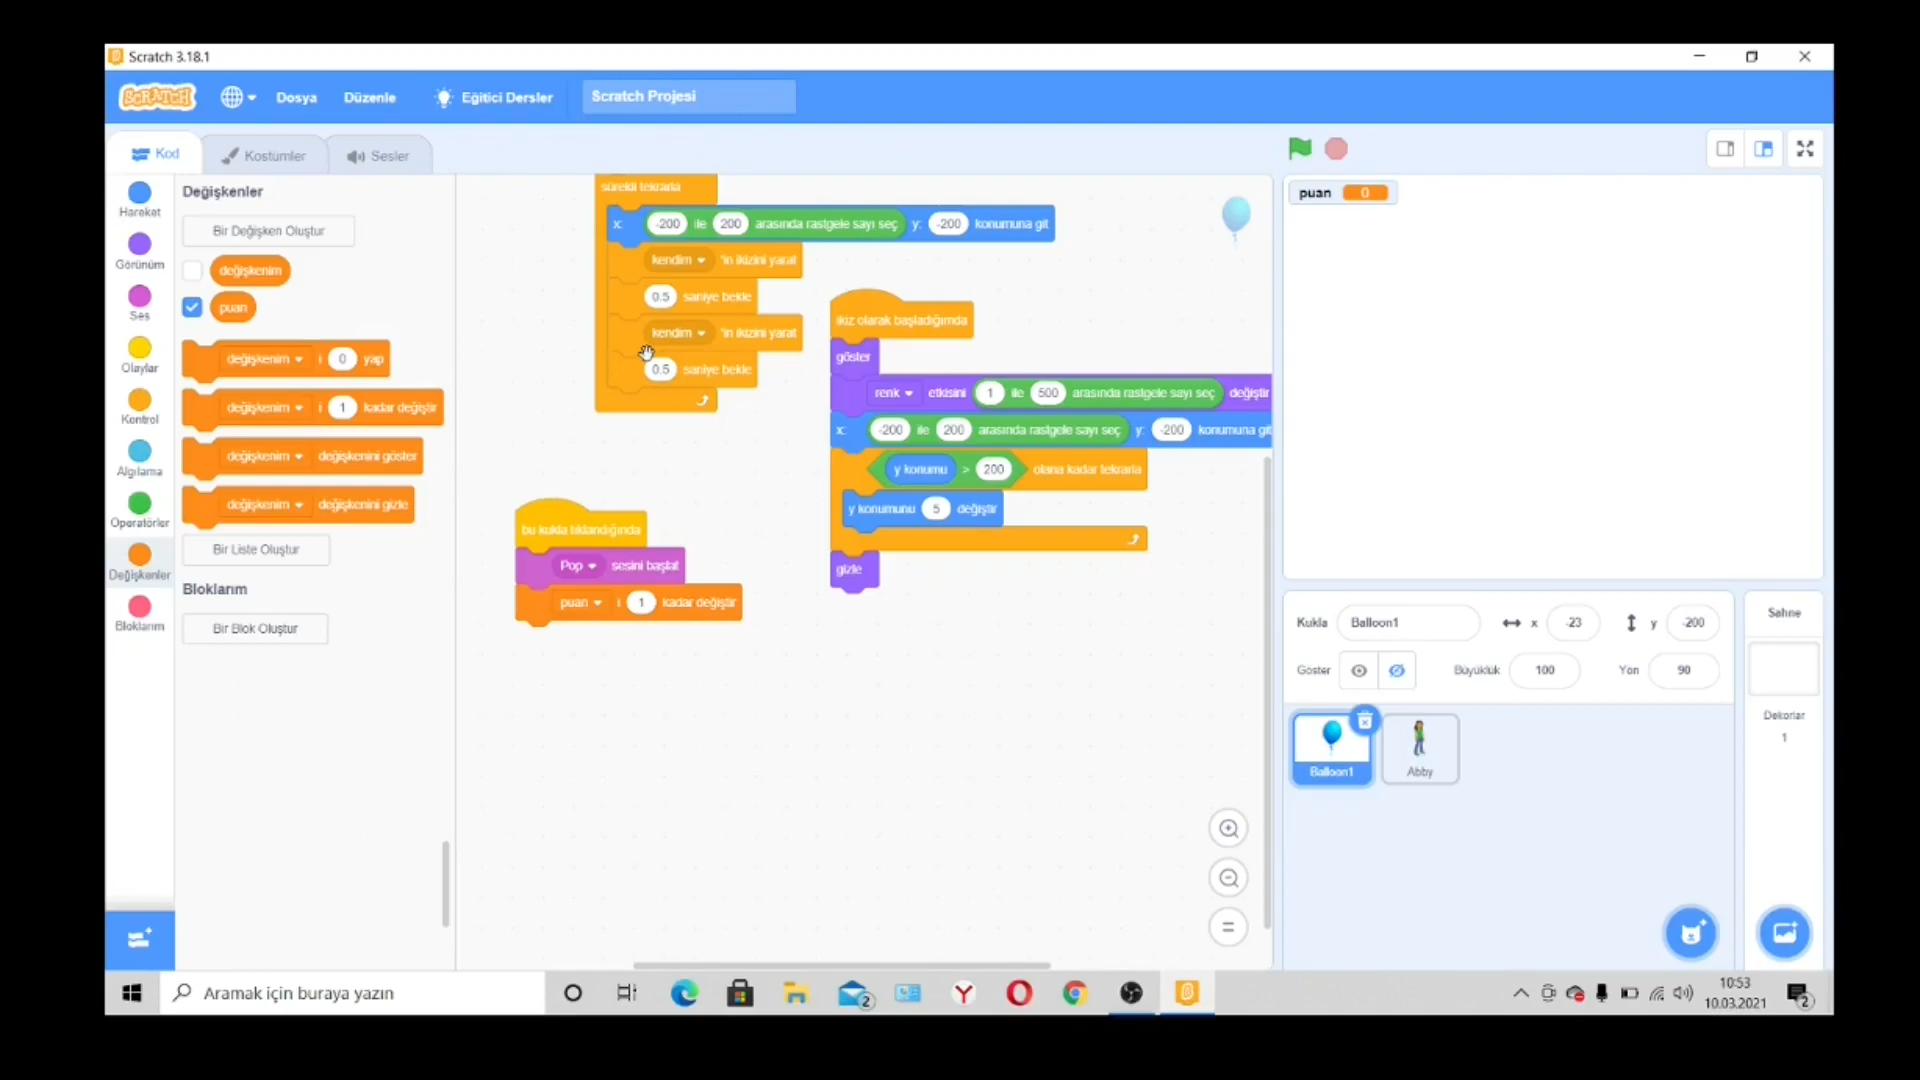 Scratch 3.18.1
SCRATCH
Dosya
Düzenle
Eğitici Dersler
Scratch Projesi
Kod
Kostümler
Sesler
Hareket
Görünüm
Ses
Olaylar
Kontrol
Algılama
Operatörler
Değişkenler
Bloklarım
Değişkenler
Bir Değişken Oluştur
değişkenim
puan
değişkenim i 0 yap
değişkenim i 1 kadar değiştir
değişkenim değişkenini göster
değişkenim değişkenini gizle
Bir Liste Oluştur
Bloklarım
Bir Blok Oluştur
sürekli tekrarla
x: -200 ile 200 arasında rastgele sayı seç y: -200 konumuna git
kendim 'in ikizini yarat
0.5 saniye bekle
kendim 'in ikizini yarat
0.5 saniye bekle
ikiz olarak başladığımda
göster
renk etkisini 1 ile 500 arasında rastgele sayı seç değiştir
x: -200 ile 200 arasında rastgele sayı seç y: -200 konumuna git
y konumu > 200 olana kadar tekrarla
y konumunu 5 değiştir
gizle
bu kukla tıklandığında
Pop sesini başlat
puan i 1 kadar değiştir
puan 0
Kukla Balloon1 x -23 y -200
Göster Büyüklük 100 Yön 90
Balloon1
Abby
Sahne
Dekorlar
1
Aramak için buraya yazın
2
10:53
10.03.2021
2